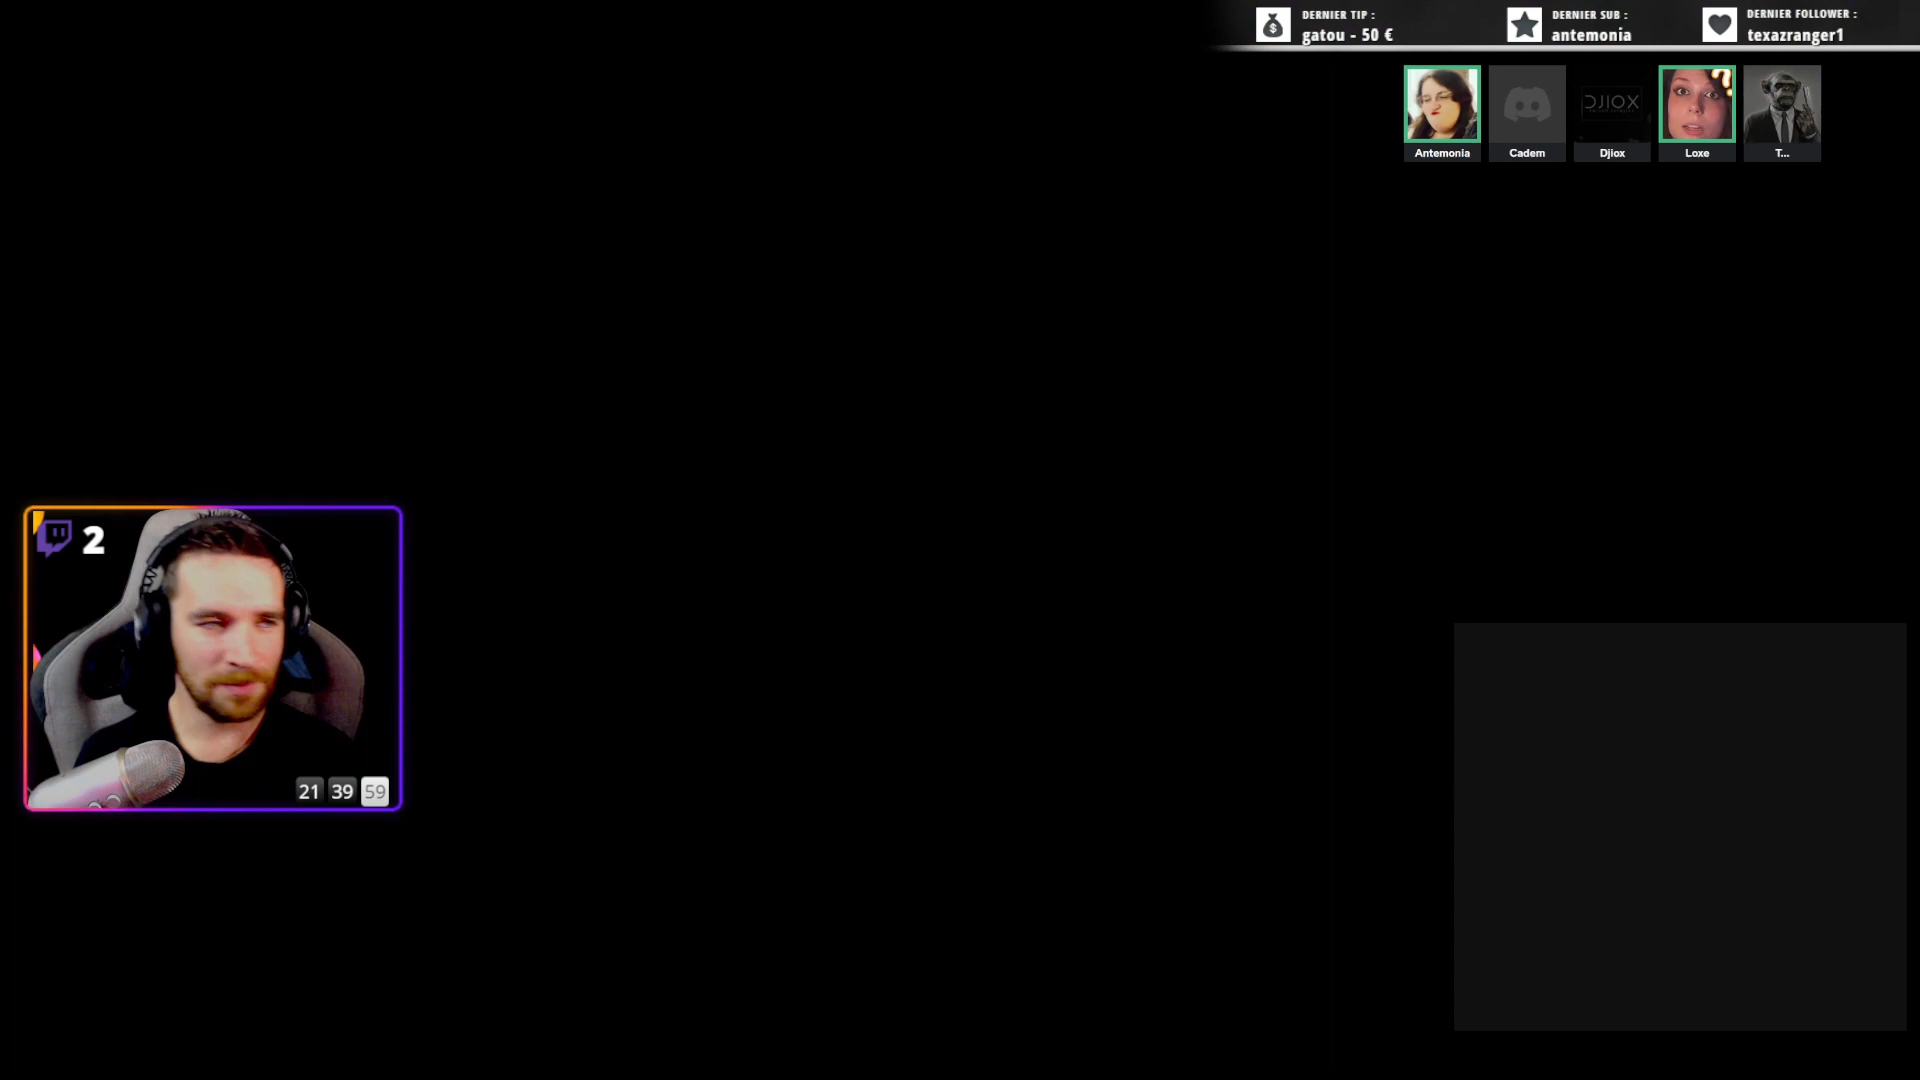 DERNIER TIP :
gatou - 50 €
DERNIER SUB :
antemonia
DERNIER FOLLOWER :
texazranger1
DJIOX
Antemonia
Cadem
Djiox
Loxe
T...
2
21 39 59